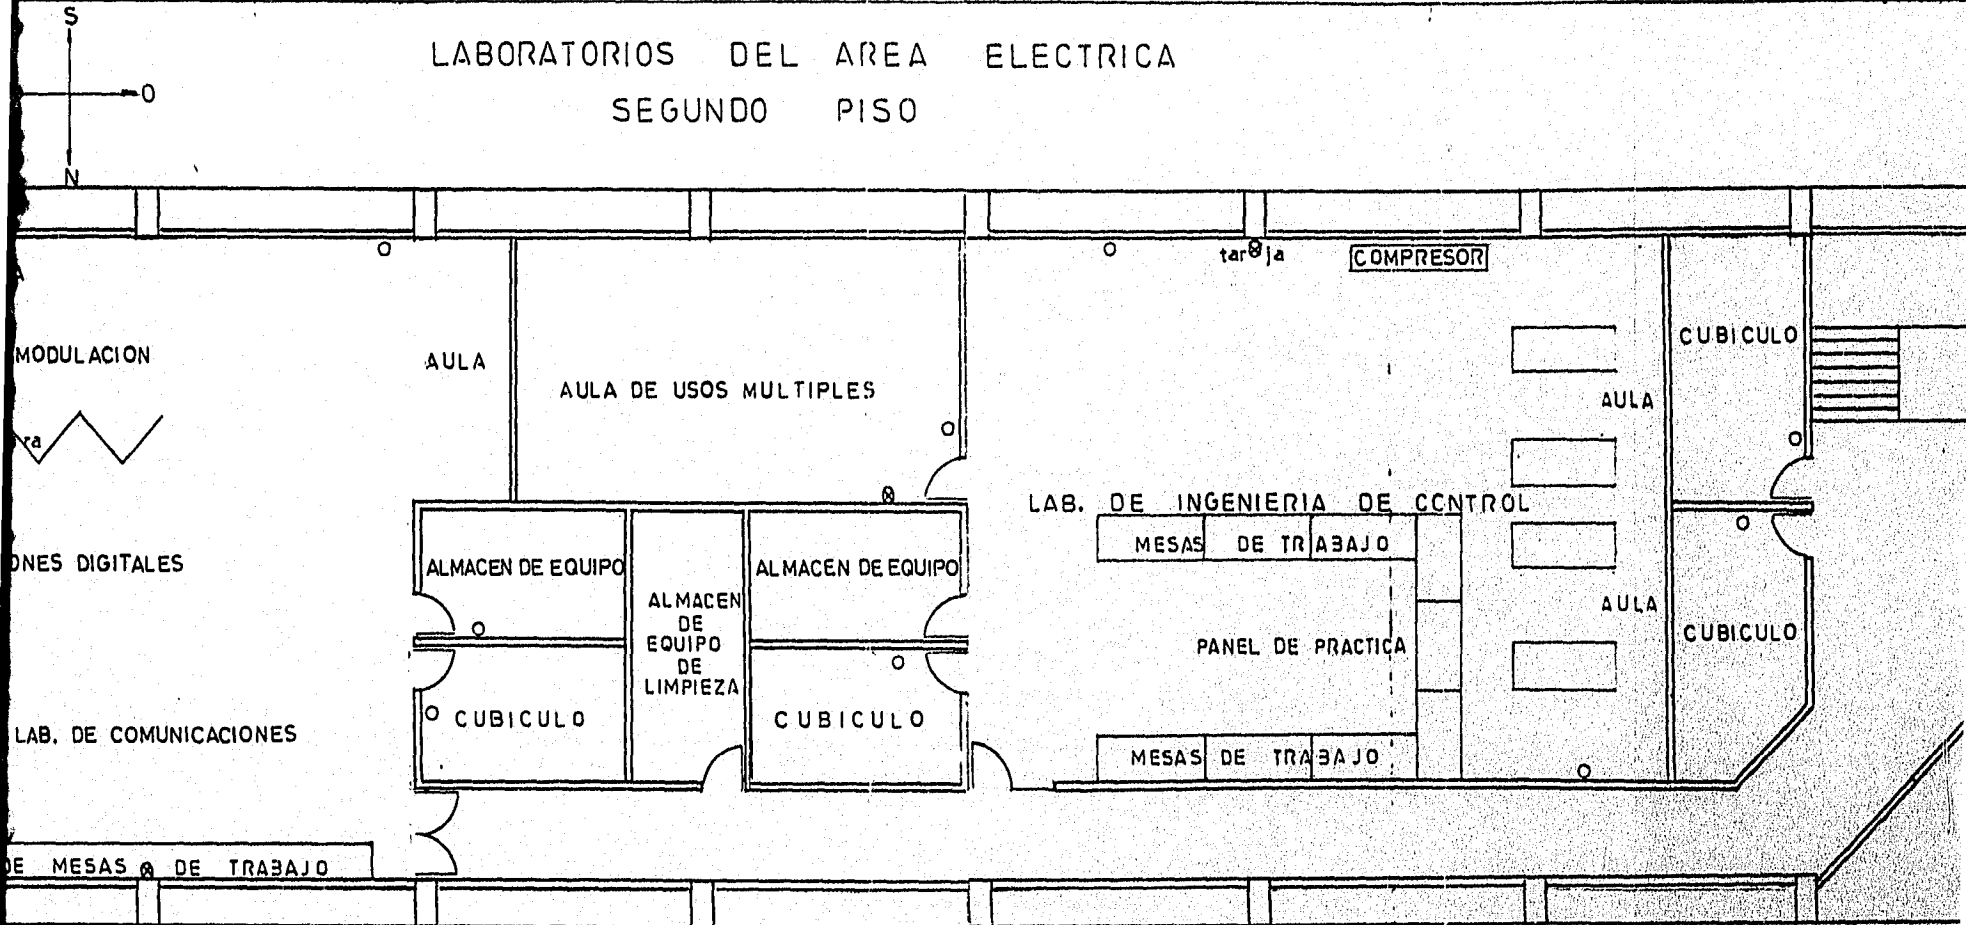 S
O
N
LABORATORIOS DEL AREA ELECTRICA
SEGUNDO PISO
tarja
COMPRESOR
MODULACION
AULA
AULA DE USOS MULTIPLES
CUBICULO
AULA
ra
LAB. DE INGENIERIA DE CONTROL
MESAS DE TRABAJO
ONES DIGITALES
ALMACEN DE EQUIPO
ALMACEN
DE
EQUIPO
DE
LIMPIEZA
ALMACEN DE EQUIPO
AULA
CUBICULO
PANEL DE PRACTICA
LAB. DE COMUNICACIONES
CUBICULO
CUBICULO
MESAS DE TRABAJO
DE MESAS DE TRABAJO